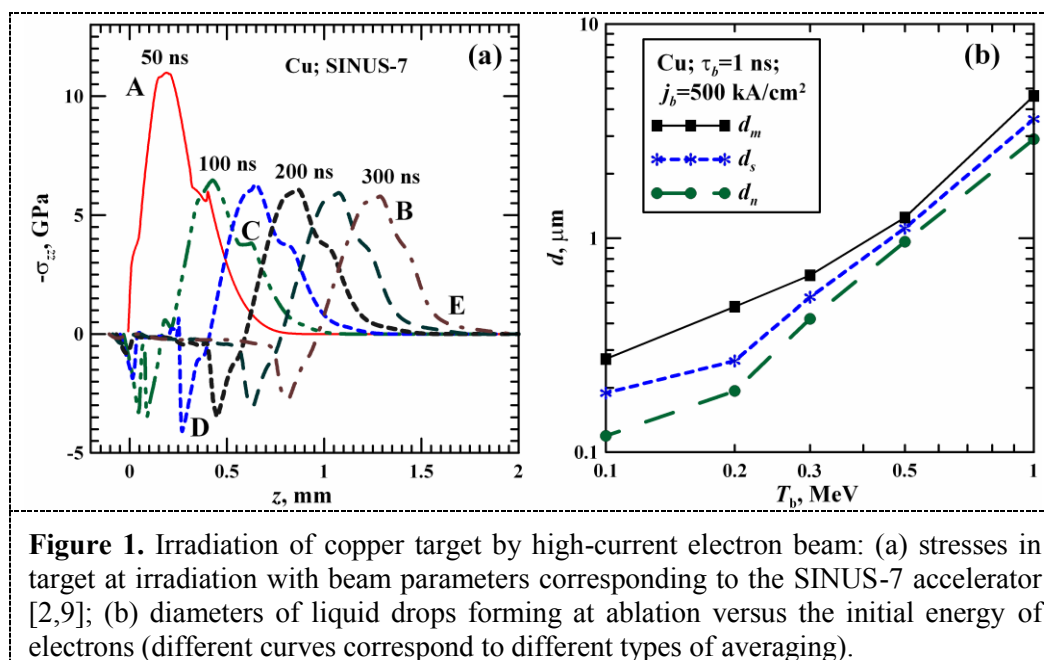 (a)
50 ns
A
Cu; SINUS-7
100 ns
200 ns
300 ns
B
C
D
E
10
5
0
-5
-σzz, GPa
0 0.5 1 1.5 2
z, mm
(b)
Cu; τb=1 ns;
jb=500 kA/cm²
dm
ds
dn
10
1
0.1
d, μm
0.1 0.2 0.3 0.5 1
Tb, MeV
Figure 1. Irradiation of copper target by high-current electron beam: (a) stresses in
target at irradiation with beam parameters corresponding to the SINUS-7 accelerator
[2,9]; (b) diameters of liquid drops forming at ablation versus the initial energy of
electrons (different curves correspond to different types of averaging).